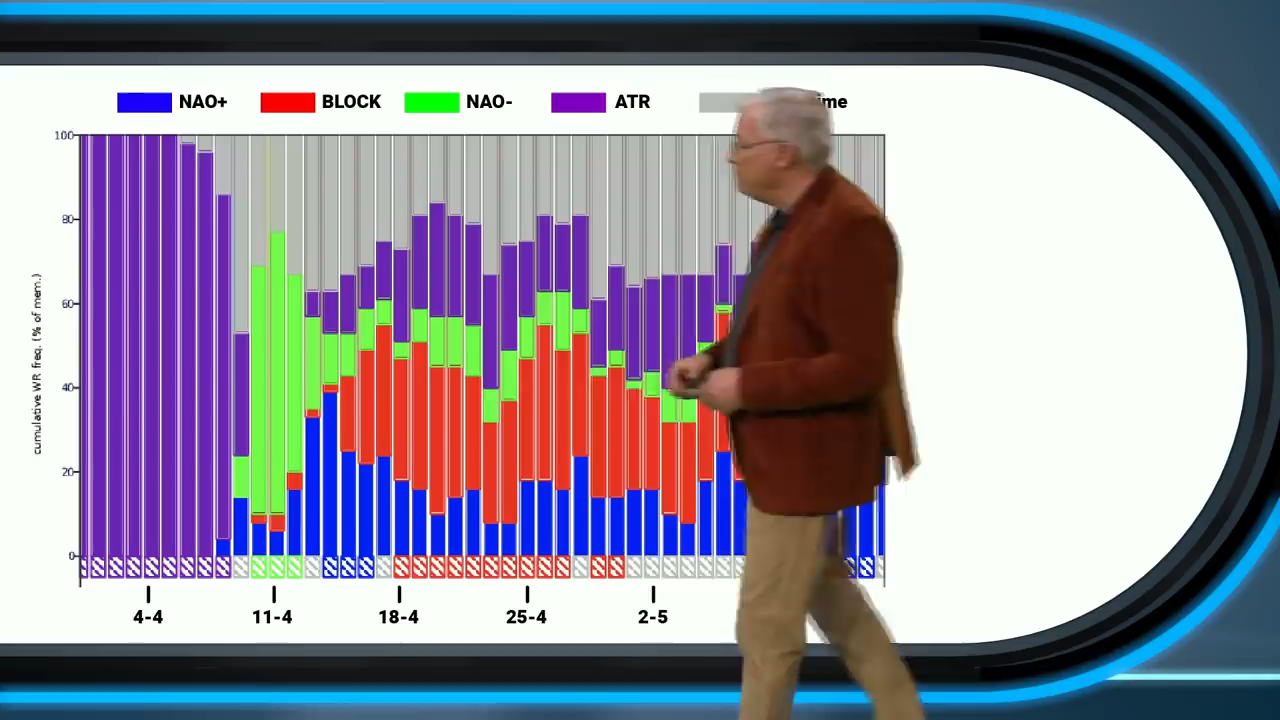 NAO+ BLOCK NAO- ATR
100
80
60
40
20
0
cumulative WR freq. (% of mem.)
4-4 11-4 18-4 25-4 2-5